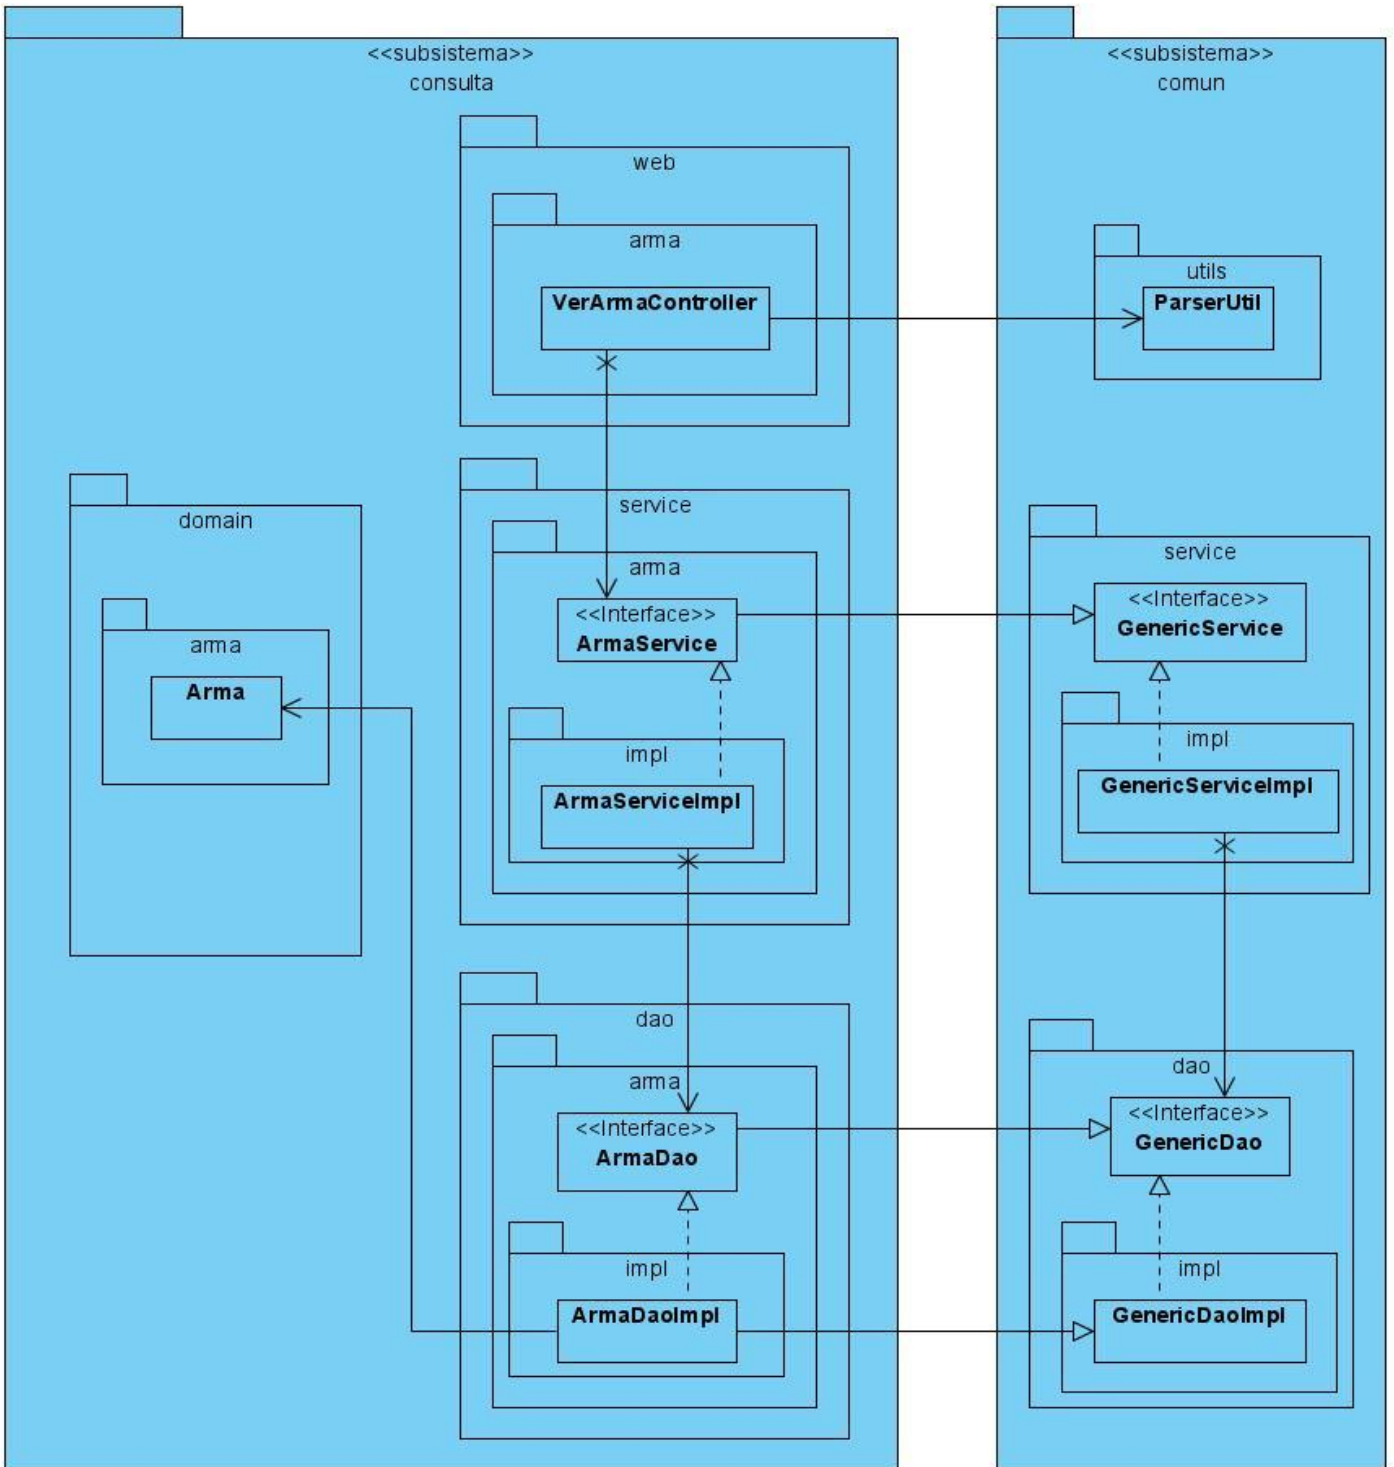 <<subsistema>>
consulta
web
arma
VerArmaController
domain
arma
Arma
service
arma
<<Interface>>
ArmaService
impl
ArmaServiceImpl
dao
arma
<<Interface>>
ArmaDao
impl
ArmaDaoImpl
<<subsistema>>
comun
utils
ParserUtil
service
<<Interface>>
GenericService
impl
GenericServiceImpl
dao
<<Interface>>
GenericDao
impl
GenericDaoImpl